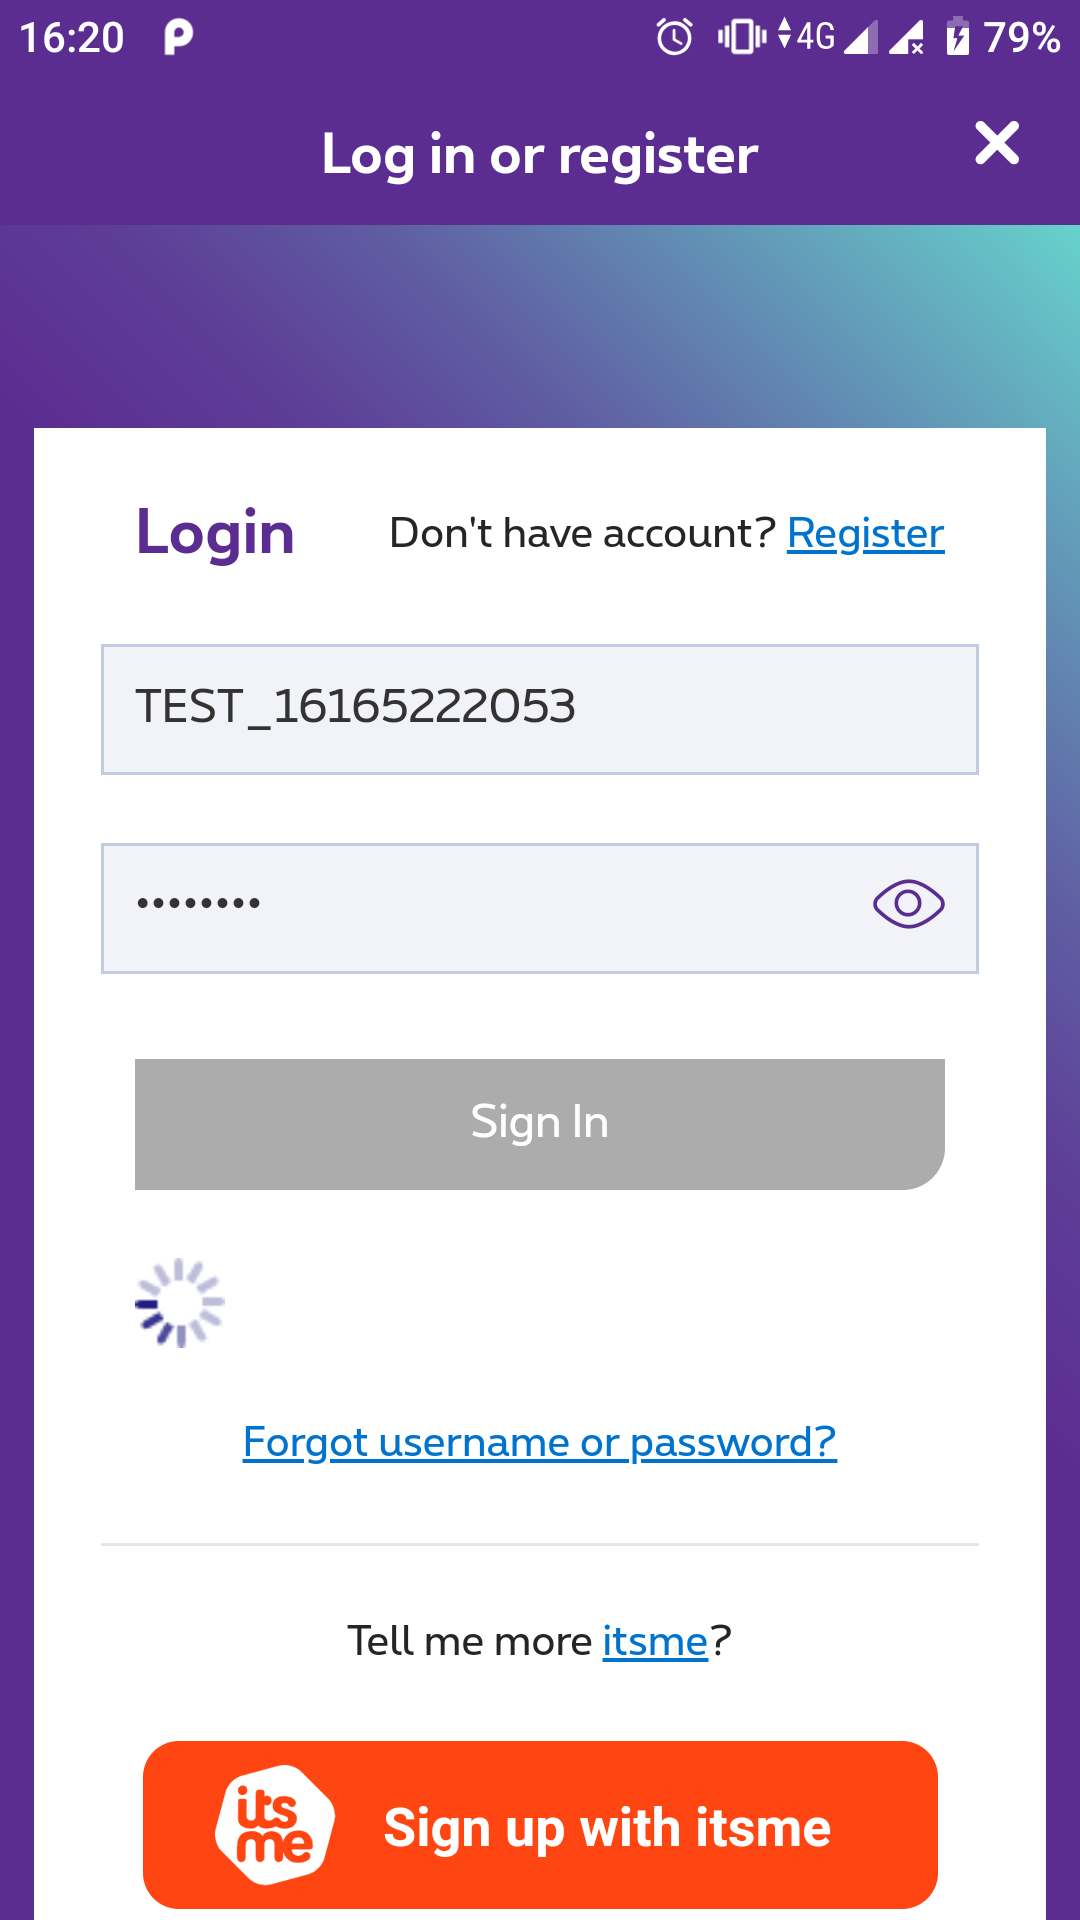 16:20 4G 79%
Log in or register
Login Don't have account? Register
TEST_16165222053
••••••••
Sign In
Forgot username or password?
Tell me more itsme?
its
me
Sign up with itsme